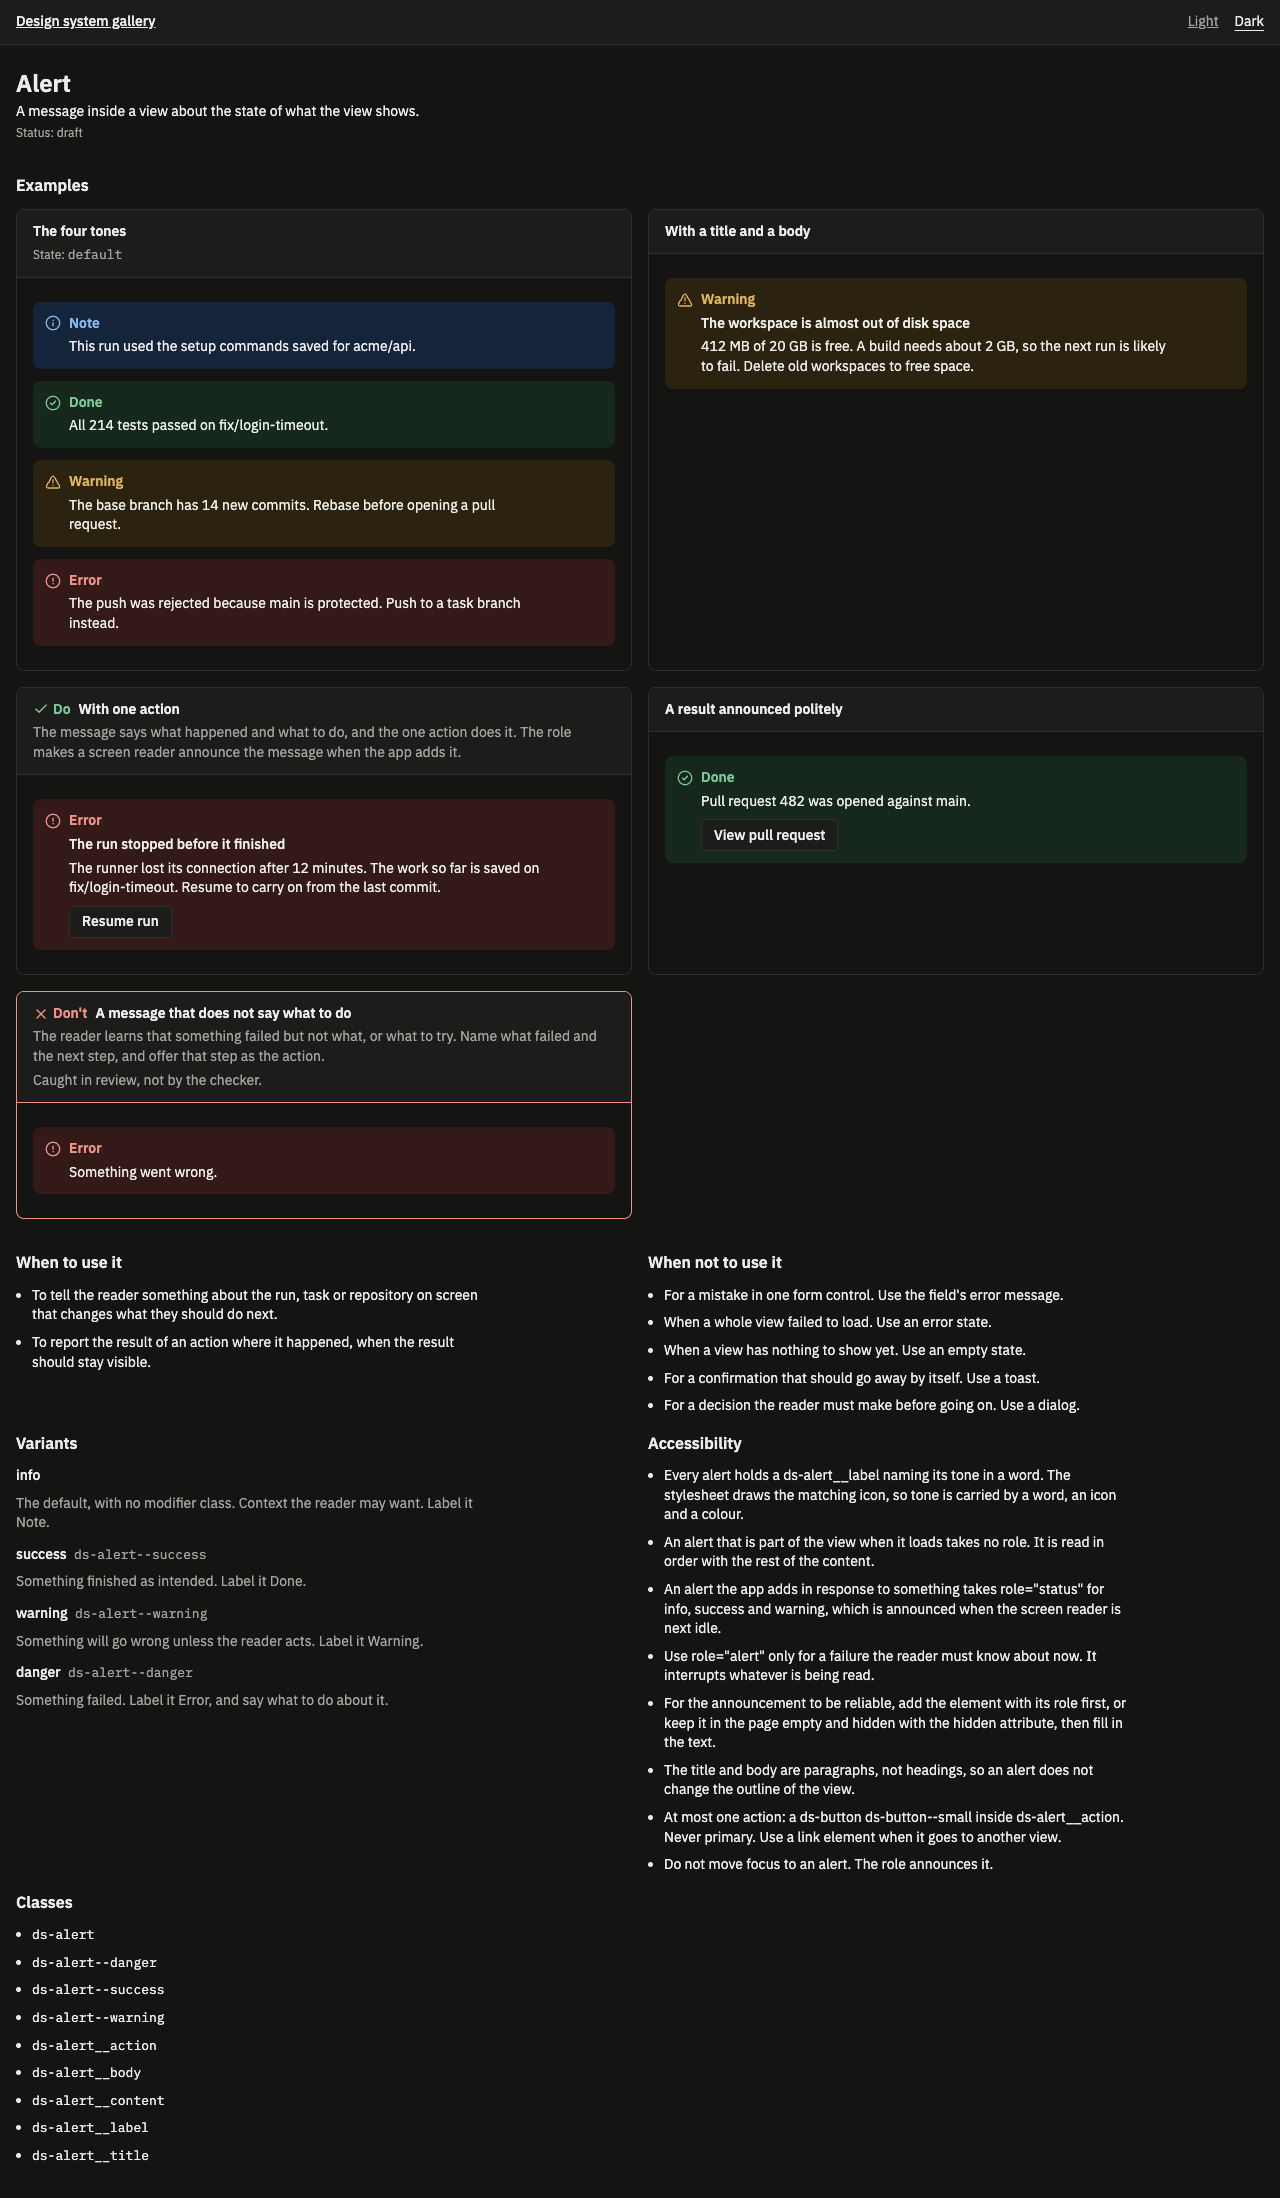 Design system gallery
Light Dark
Alert
A message inside a view about the state of what the view shows.
Status: draft
Examples
The four tones
State: default
Note
This run used the setup commands saved for acme/api.
Done
All 214 tests passed on fix/login-timeout.
Warning
The base branch has 14 new commits. Rebase before opening a pull
request.
Error
The push was rejected because main is protected. Push to a task branch
instead.
With a title and a body
Warning
The workspace is almost out of disk space
412 MB of 20 GB is free. A build needs about 2 GB, so the next run is likely
to fail. Delete old workspaces to free space.
Do With one action
The message says what happened and what to do, and the one action does it. The role
makes a screen reader announce the message when the app adds it.
Error
The run stopped before it finished
The runner lost its connection after 12 minutes. The work so far is saved on
fix/login-timeout. Resume to carry on from the last commit.
Resume run
A result announced politely
Done
Pull request 482 was opened against main.
View pull request
Don't A message that does not say what to do
The reader learns that something failed but not what, or what to try. Name what failed and
the next step, and offer that step as the action.
Caught in review, not by the checker.
Error
Something went wrong.
When to use it
To tell the reader something about the run, task or repository on screen
that changes what they should do next.
To report the result of an action where it happened, when the result
should stay visible.
When not to use it
For a mistake in one form control. Use the field's error message.
When a whole view failed to load. Use an error state.
When a view has nothing to show yet. Use an empty state.
For a confirmation that should go away by itself. Use a toast.
For a decision the reader must make before going on. Use a dialog.
Variants
info
The default, with no modifier class. Context the reader may want. Label it
Note.
success ds-alert--success
Something finished as intended. Label it Done.
warning ds-alert--warning
Something will go wrong unless the reader acts. Label it Warning.
danger ds-alert--danger
Something failed. Label it Error, and say what to do about it.
Accessibility
Every alert holds a ds-alert__label naming its tone in a word. The
stylesheet draws the matching icon, so tone is carried by a word, an icon
and a colour.
An alert that is part of the view when it loads takes no role. It is read in
order with the rest of the content.
An alert the app adds in response to something takes role="status" for
info, success and warning, which is announced when the screen reader is
next idle.
Use role="alert" only for a failure the reader must know about now. It
interrupts whatever is being read.
For the announcement to be reliable, add the element with its role first, or
keep it in the page empty and hidden with the hidden attribute, then fill in
the text.
The title and body are paragraphs, not headings, so an alert does not
change the outline of the view.
At most one action: a ds-button ds-button--small inside ds-alert__action.
Never primary. Use a link element when it goes to another view.
Do not move focus to an alert. The role announces it.
Classes
ds-alert
ds-alert--danger
ds-alert--success
ds-alert--warning
ds-alert__action
ds-alert__body
ds-alert__content
ds-alert__label
ds-alert__title